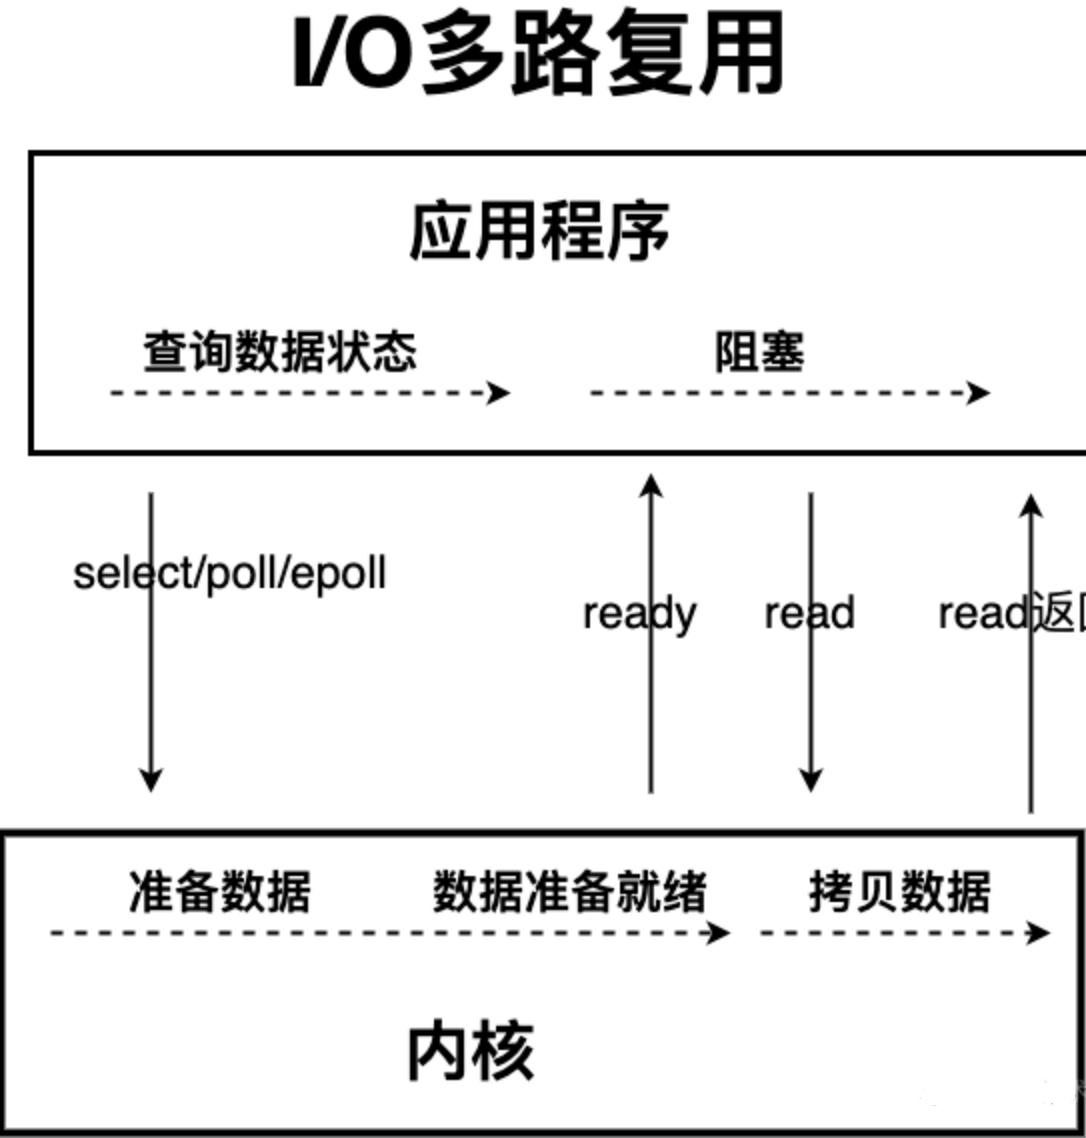 I/O多路复用
应用程序
查询数据状态 阻塞
select/poll/epoll
ready read read返
准备数据 数据准备就绪 拷贝数据
内核